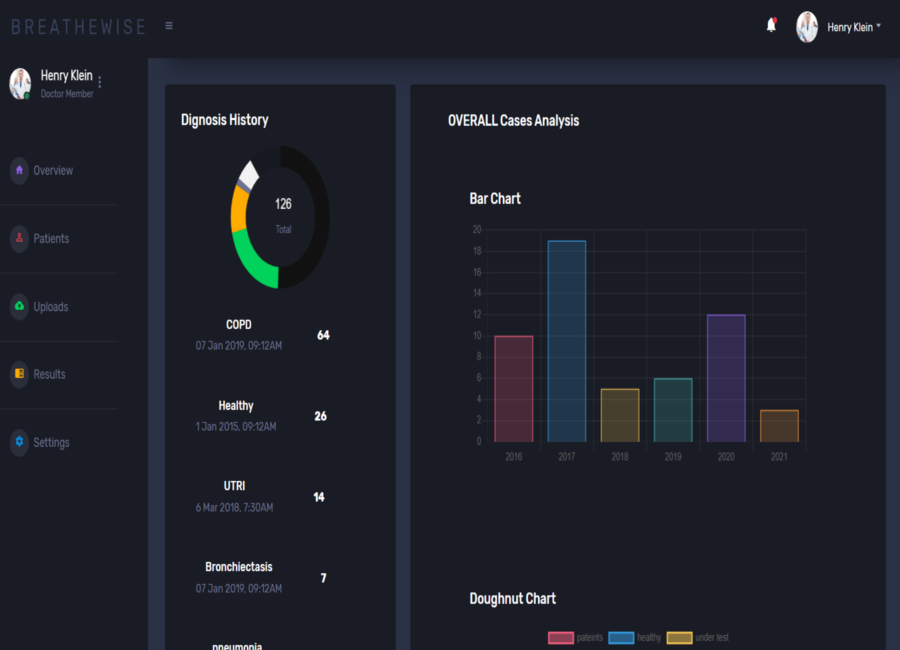 BREATHEWISE
Henry Klein
Henry Klein
Doctor Member
Overview
Patients
Uploads
Results
Settings
Dignosis History
126
Total
COPD
64
07 Jan 2019, 09:12AM
Healthy
26
1 Jan 2015, 09:12AM
UTRI
14
6 Mar 2018, 7:30AM
Bronchiectasis
7
07 Jan 2019, 09:12AM
pneumonia
OVERALL Cases Analysis
Bar Chart
20
18
16
14
12
10
8
6
4
2
0
2016 2017 2018 2019 2020 2021
Doughnut Chart
pateints healthy under test